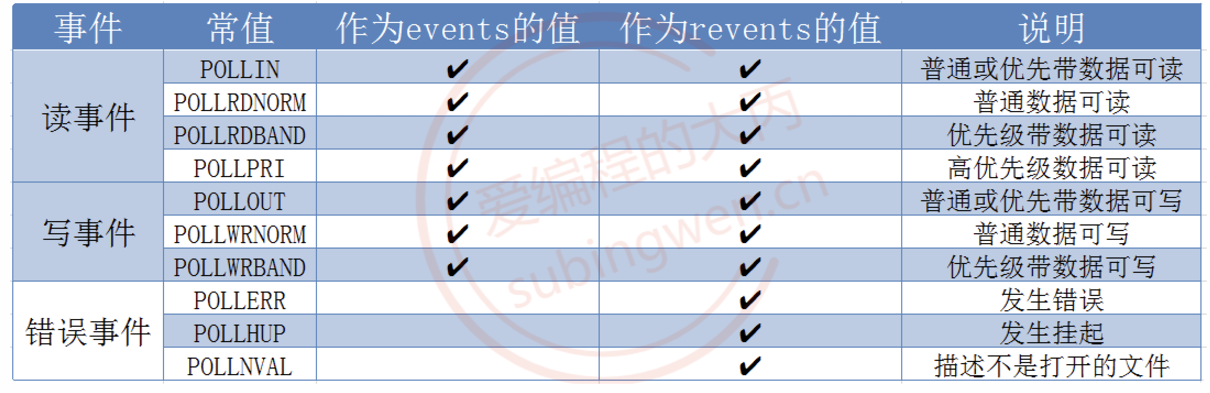 事件 常值 作为events的值 作为revents的值 说明
读事件 POLLIN ✔ ✔ 普通或优先带数据可读
POLLRDNORM ✔ ✔ 普通数据可读
POLLRDBAND ✔ ✔ 优先级带数据可读
POLLPRI ✔ ✔ 高优先级数据可读
写事件 POLLOUT ✔ ✔ 普通或优先带数据可写
POLLWRNORM ✔ ✔ 普通数据可写
POLLWRBAND ✔ ✔ 优先级带数据可写
错误事件 POLLERR ✔ 发生错误
POLLHUP ✔ 发生挂起
POLLNVAL ✔ 描述不是打开的文件
爱编程的大丙
subingwen.cn